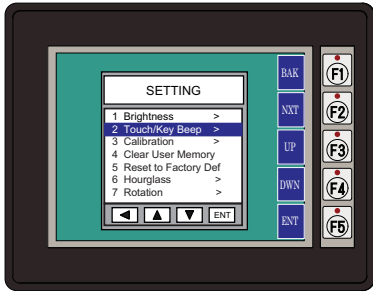 SETTING
1 Brightness >
2 Touch/Key Beep >
3 Calibration >
4 Clear User Memory
5 Reset to Factory Def
6 Hourglass >
7 Rotation >
ENT
BAK
NXT
UP
DWN
ENT
F1
F2
F3
F4
F5